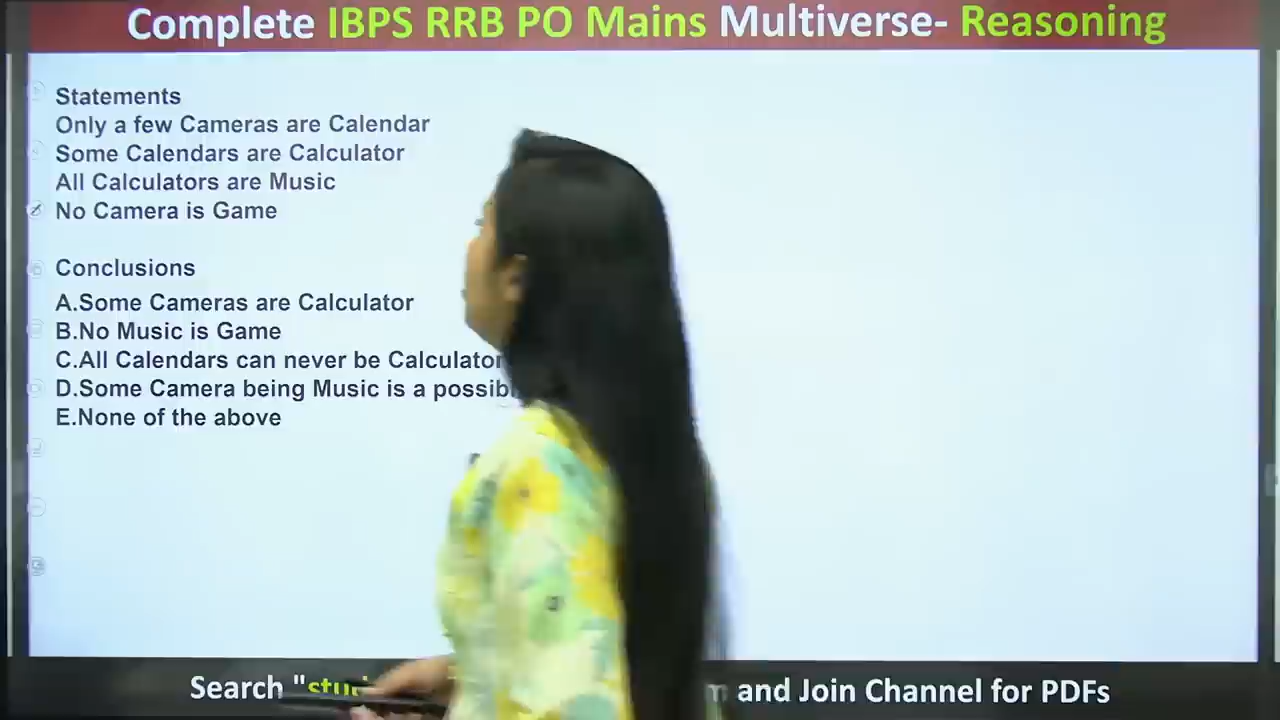 Complete IBPS RRB PO Mains Multiverse- Reasoning
Statements
Only a few Cameras are Calendar
Some Calendars are Calculator
All Calculators are Music
No Camera is Game
Conclusions
A.Some Cameras are Calculator
B.No Music is Game
C.All Calendars can never be Calculator
D.Some Camera being Music is a
E.None of the above
Search " and Join Channel for PDFs